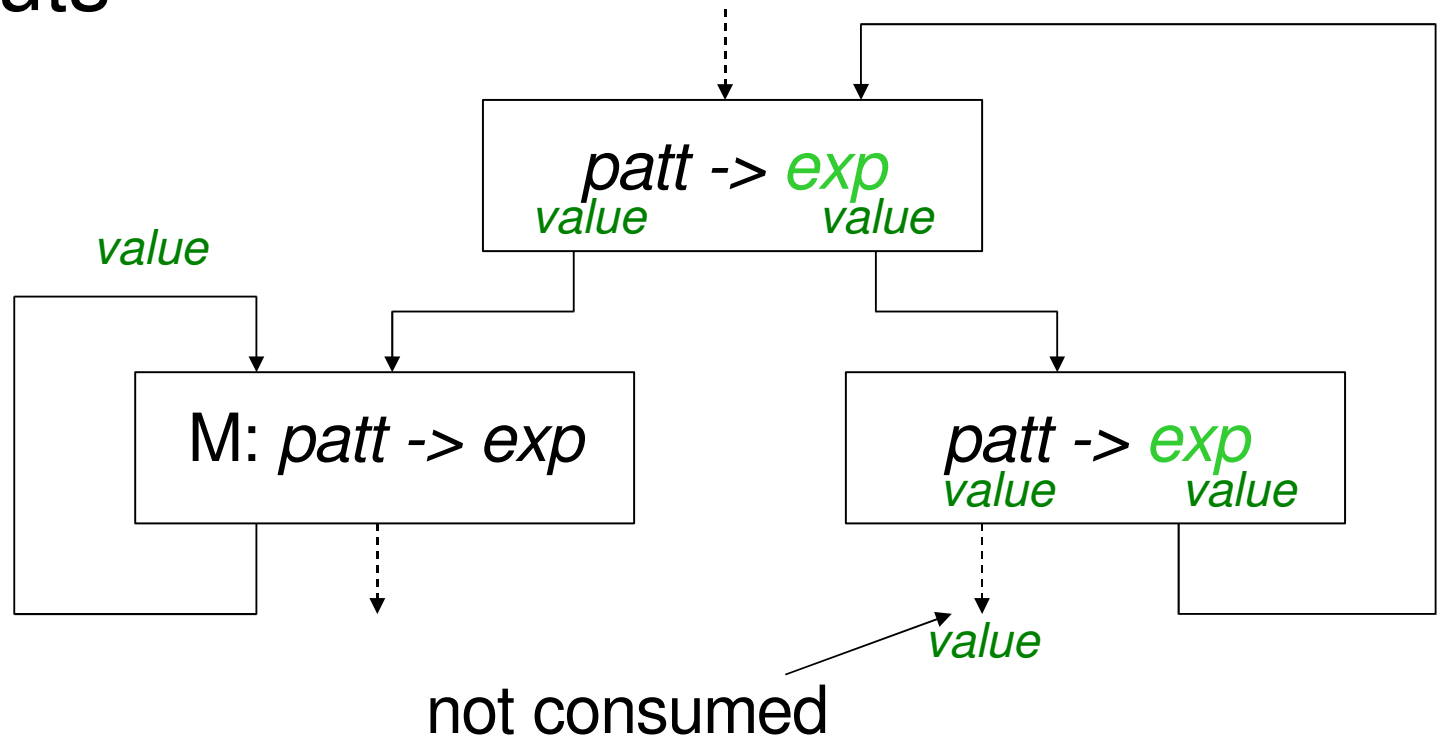 patt -> exp
value value
value
M: patt -> exp
patt -> exp
value value
value
not consumed